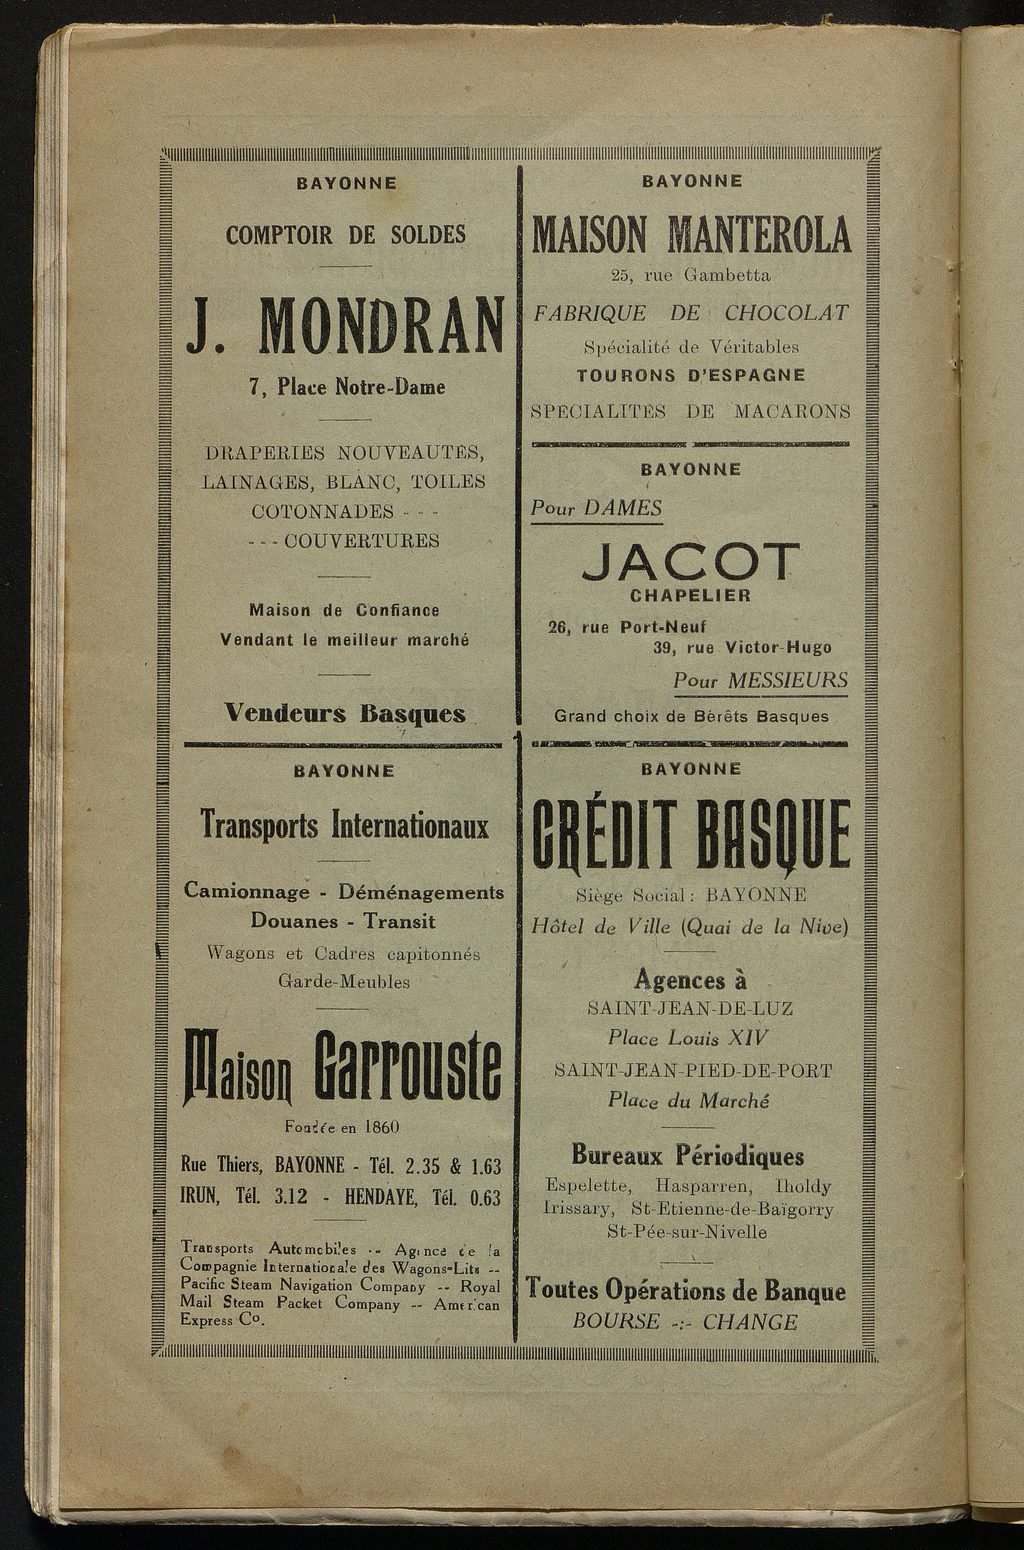 BAYONNE
COMPTOIR DE SOLDES
J. MONDRAN
7, Place Notre-Dame
DRAPERIES NOUVEAUTÉS,
LAINAGES, BLANC, TOILES
COTONNADES - - -
- - - COUVERTURES
Maison de Confiance
Vendant le meilleur marché
Vendeurs Basques
BAYONNE
Transports Internationaux
Camionnage - Déménagements
Douanes - Transit
Wagons et Cadres capitonnés
Garde-Meubles
Maison Garrouste
Fondée en 1860
Rue Thiers, BAYONNE - Tél. 2.35 & 1.63
IRUN, Tél. 3.12 - HENDAYE, Tél. 0.63
Transports Automobiles -- Agence de la
Compagnie Internationale des Wagons-Lits --
Pacific Steam Navigation Company -- Royal
Mail Steam Packet Company -- American
Express Co.
BAYONNE
MAISON MANTEROLA
25, rue Gambetta
FABRIQUE DE CHOCOLAT
Spécialité de Véritables
TOURONS D'ESPAGNE
SPÉCIALITÉS DE MACARONS
BAYONNE
Pour DAMES
JACOT
CHAPELIER
26, rue Port-Neuf
39, rue Victor-Hugo
Pour MESSIEURS
Grand choix de Bérêts Basques
BAYONNE
CRÉDIT BASQUE
Siège Social : BAYONNE
Hôtel de Ville (Quai de la Nive)
Agences à
SAINT-JEAN-DE-LUZ
Place Louis XIV
SAINT-JEAN-PIED-DE-PORT
Place du Marché
Bureaux Périodiques
Espelette, Hasparren, Iholdy
Irissary, St-Etienne-de-Baïgorry
St-Pée-sur-Nivelle
Toutes Opérations de Banque
BOURSE -:- CHANGE